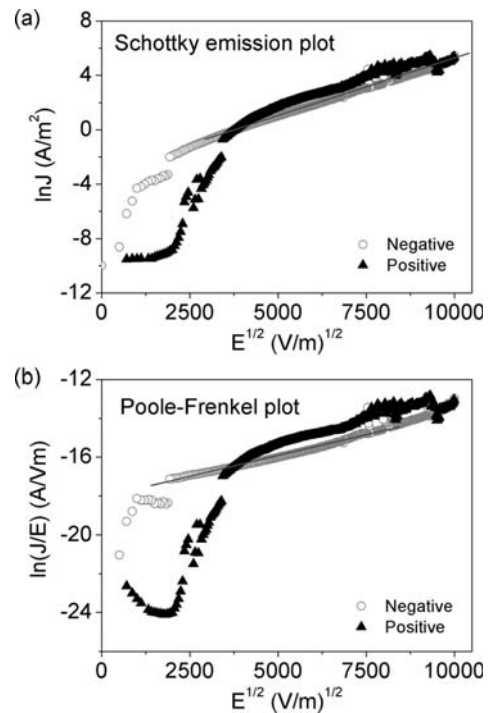 (a)
8
Schottky emission plot
4
0
-4
-8
-12
lnJ (A/m²)
Negative
Positive
0 2500 5000 7500 10000
E^1/2 (V/m)^1/2
(b)
-12
Poole-Frenkel plot
-16
-20
-24
ln(J/E) (A/Vm)
Negative
Positive
0 2500 5000 7500 10000
E^1/2 (V/m)^1/2